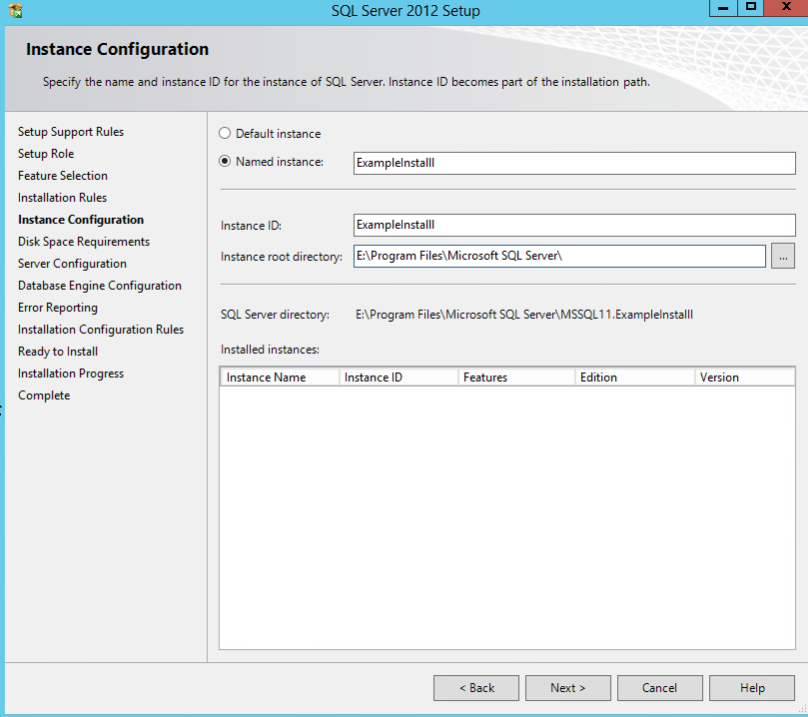 SQL Server 2012 Setup
Instance Configuration
Specify the name and instance ID for the instance of SQL Server. Instance ID becomes part of the installation path.
Setup Support Rules
Setup Role
Feature Selection
Installation Rules
Instance Configuration
Disk Space Requirements
Server Configuration
Database Engine Configuration
Error Reporting
Installation Configuration Rules
Ready to Install
Installation Progress
Complete
Default instance
Named instance: ExampleInstalll
Instance ID: ExampleInstalll
Instance root directory: E:\Program Files\Microsoft SQL Server\ ...
SQL Server directory: E:\Program Files\Microsoft SQL Server\MSSQL11.ExampleInstalll
Installed instances:
Instance Name Instance ID Features Edition Version
< Back Next > Cancel Help